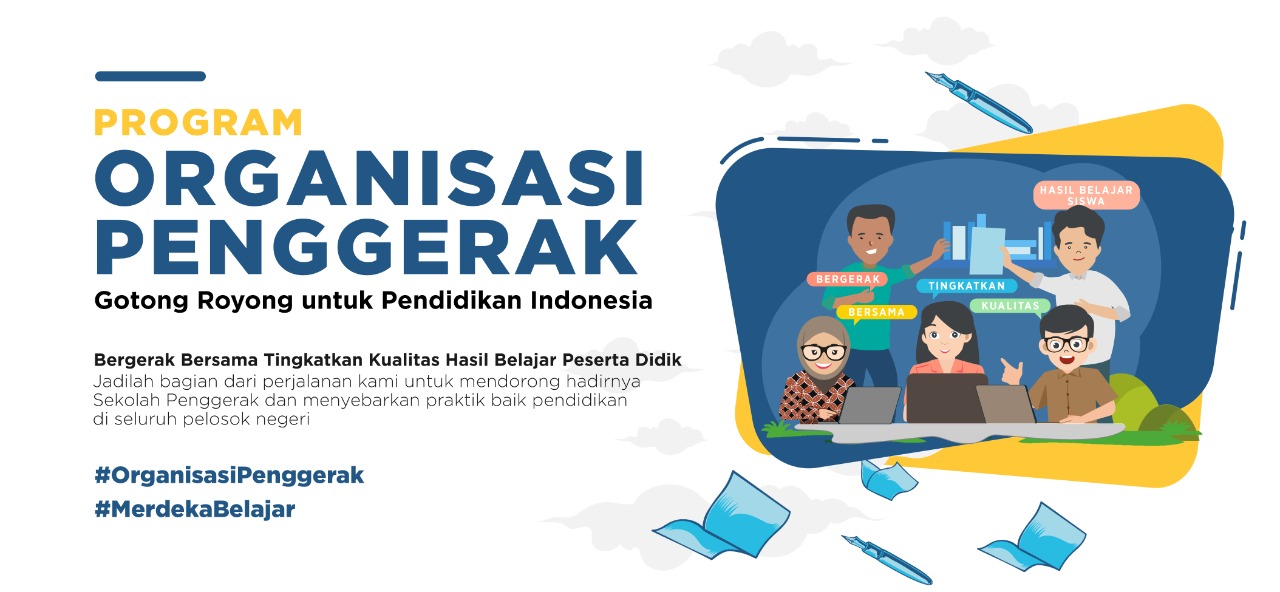 PROGRAM
ORGANISASI
PENGGERAK
Gotong Royong untuk Pendidikan Indonesia
Bergerak Bersama Tingkatkan Kualitas Hasil Belajar Peserta Didik
Jadilah bagian dari perjalanan kami untuk mendorong hadirnya
Sekolah Penggerak dan menyebarkan praktik baik pendidikan
di seluruh pelosok negeri
#OrganisasiPenggerak
#MerdekaBelajar
BERGERAK
BERSAMA
TINGKATKAN
KUALITAS
HASIL BELAJAR
SISWA